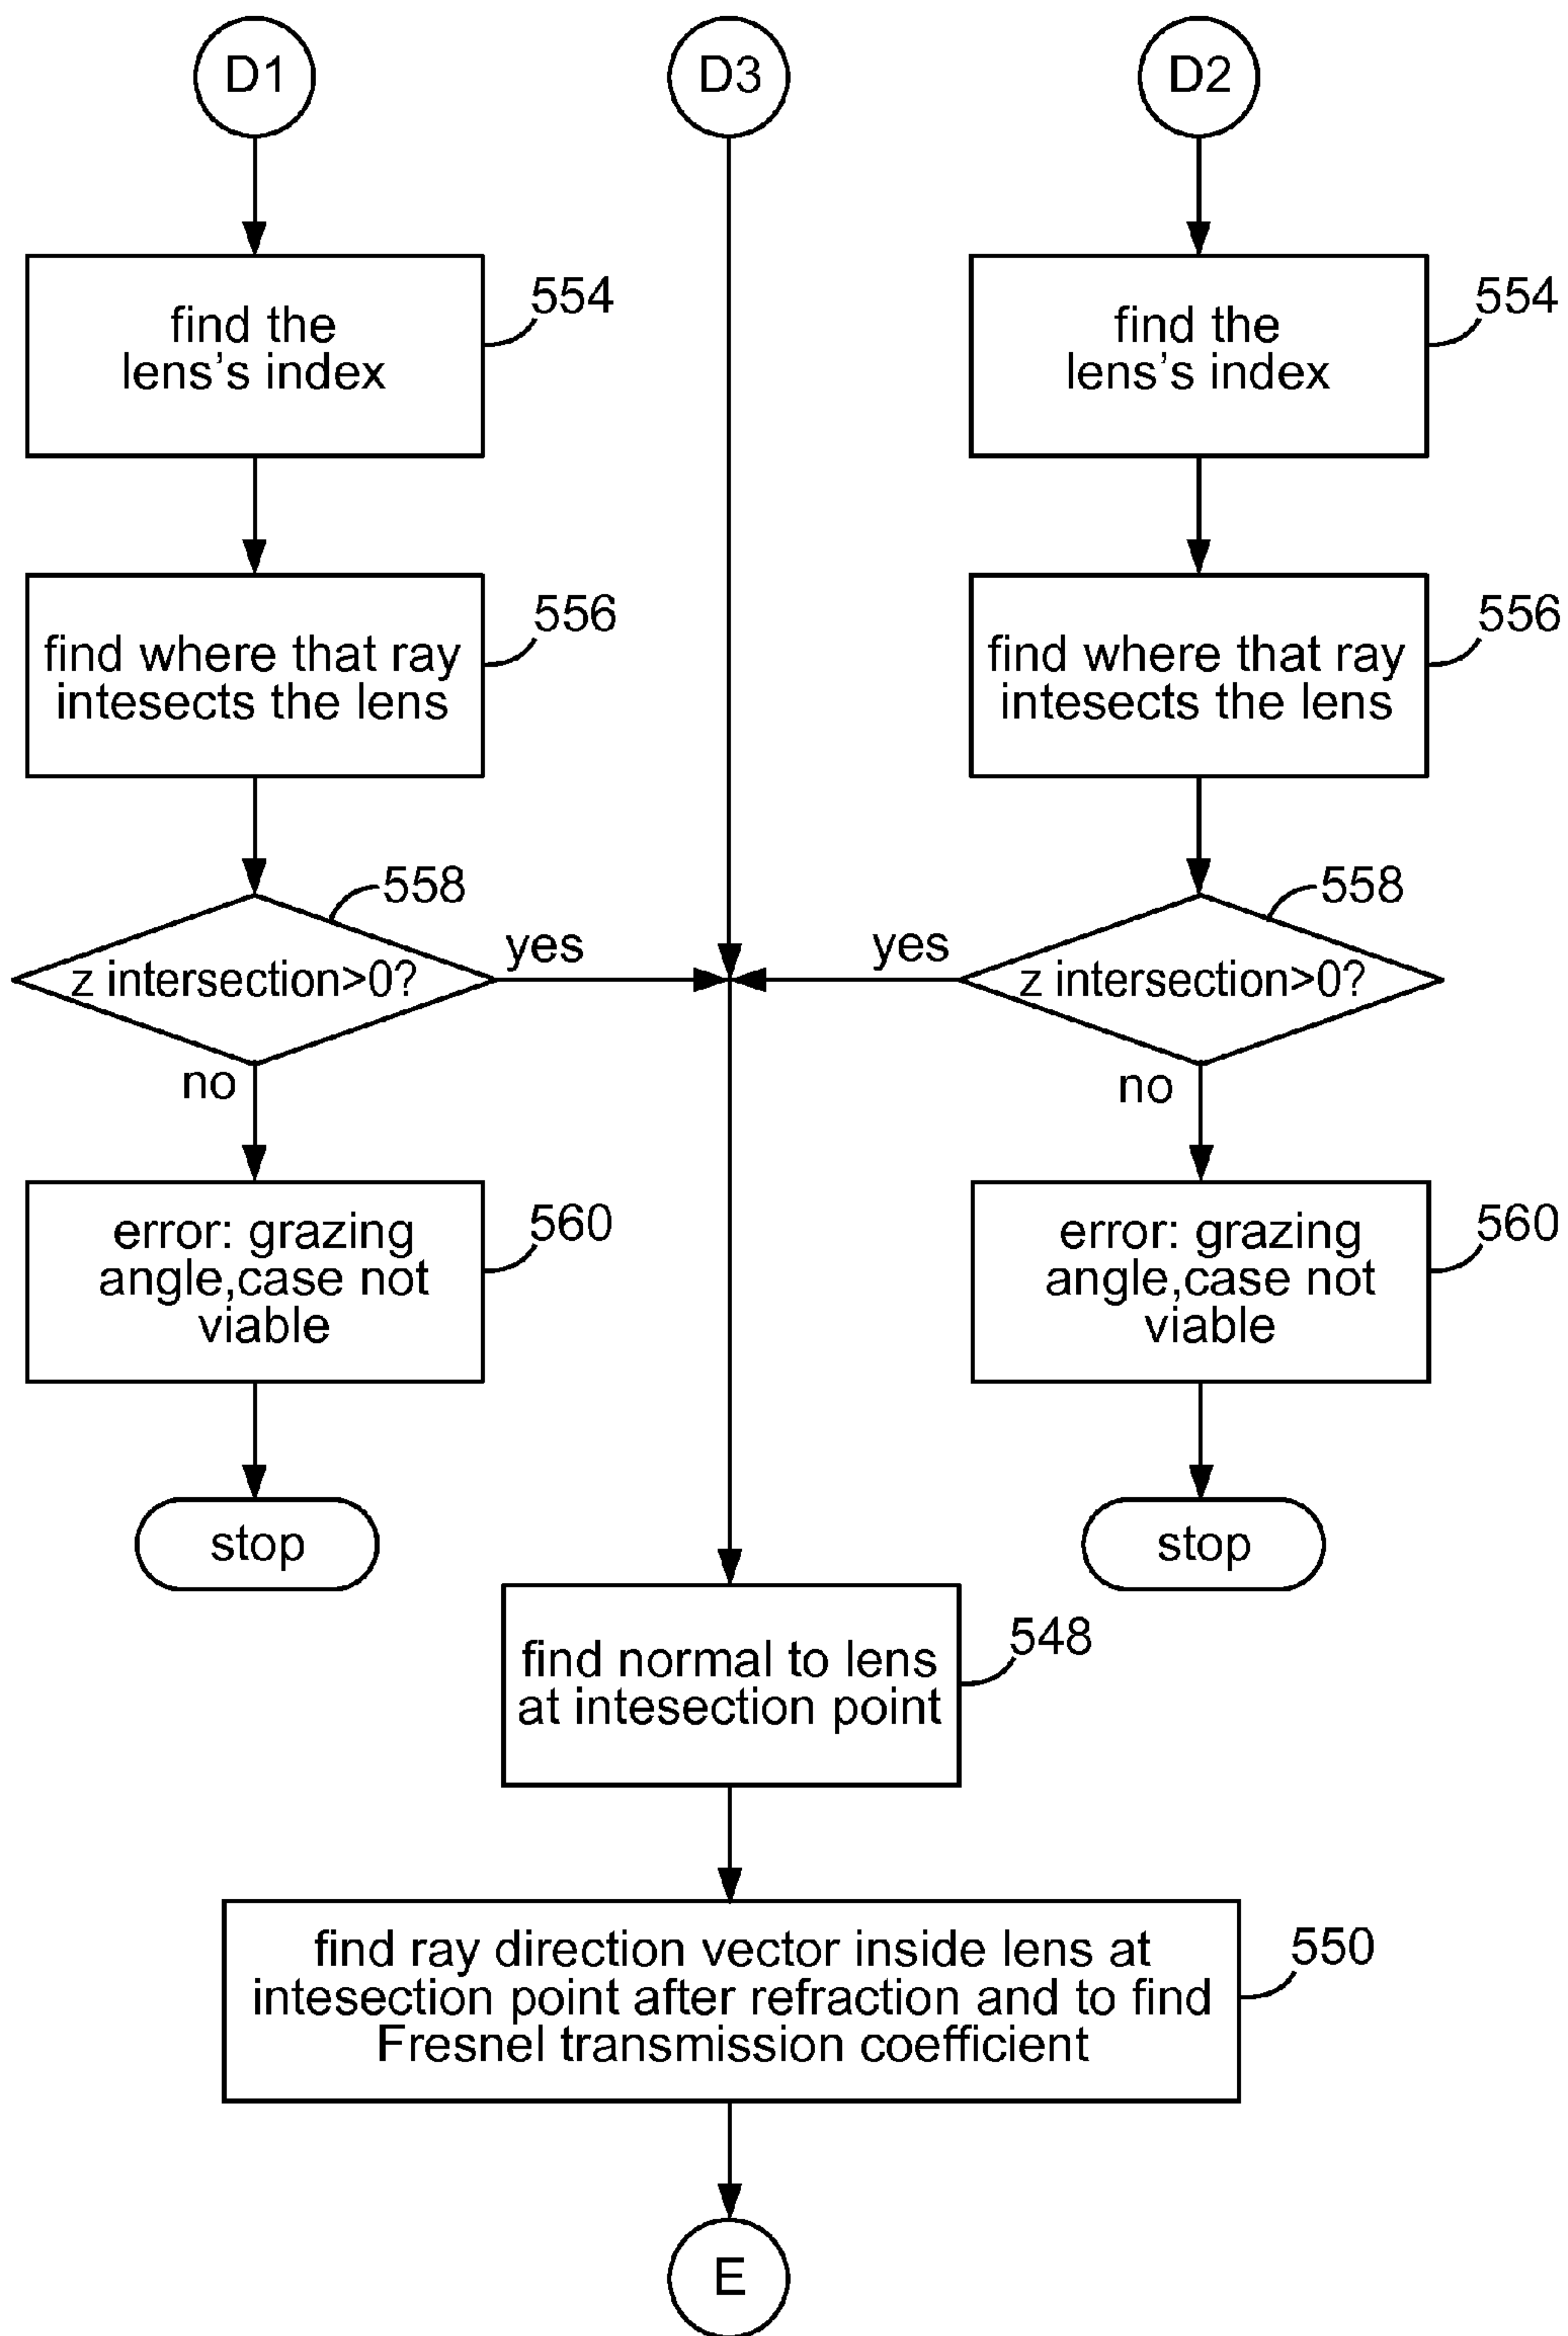 D1
D3
D2
find the
lens's index
554
find the
lens's index
554
find where that ray
intesects the lens
556
find where that ray
intesects the lens
556
z intersection>0?
558
yes
yes
z intersection>0?
558
no
no
error: grazing
angle,case not
viable
560
error: grazing
angle,case not
viable
560
stop
stop
find normal to lens
at intesection point
548
find ray direction vector inside lens at
intesection point after refraction and to find
Fresnel transmission coefficient
550
E